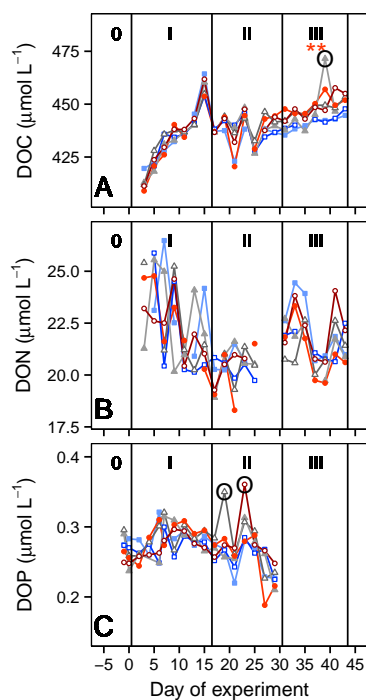 0 I II III
**
475
450
425
DOC (μmol L⁻¹)
A
0 I II III
25.0
22.5
20.0
17.5
DON (μmol L⁻¹)
B
0 I II III
0.4
0.3
0.2
DOP (μmol L⁻¹)
C
−5 0 5 10 15 20 25 30 35 40 45
Day of experiment